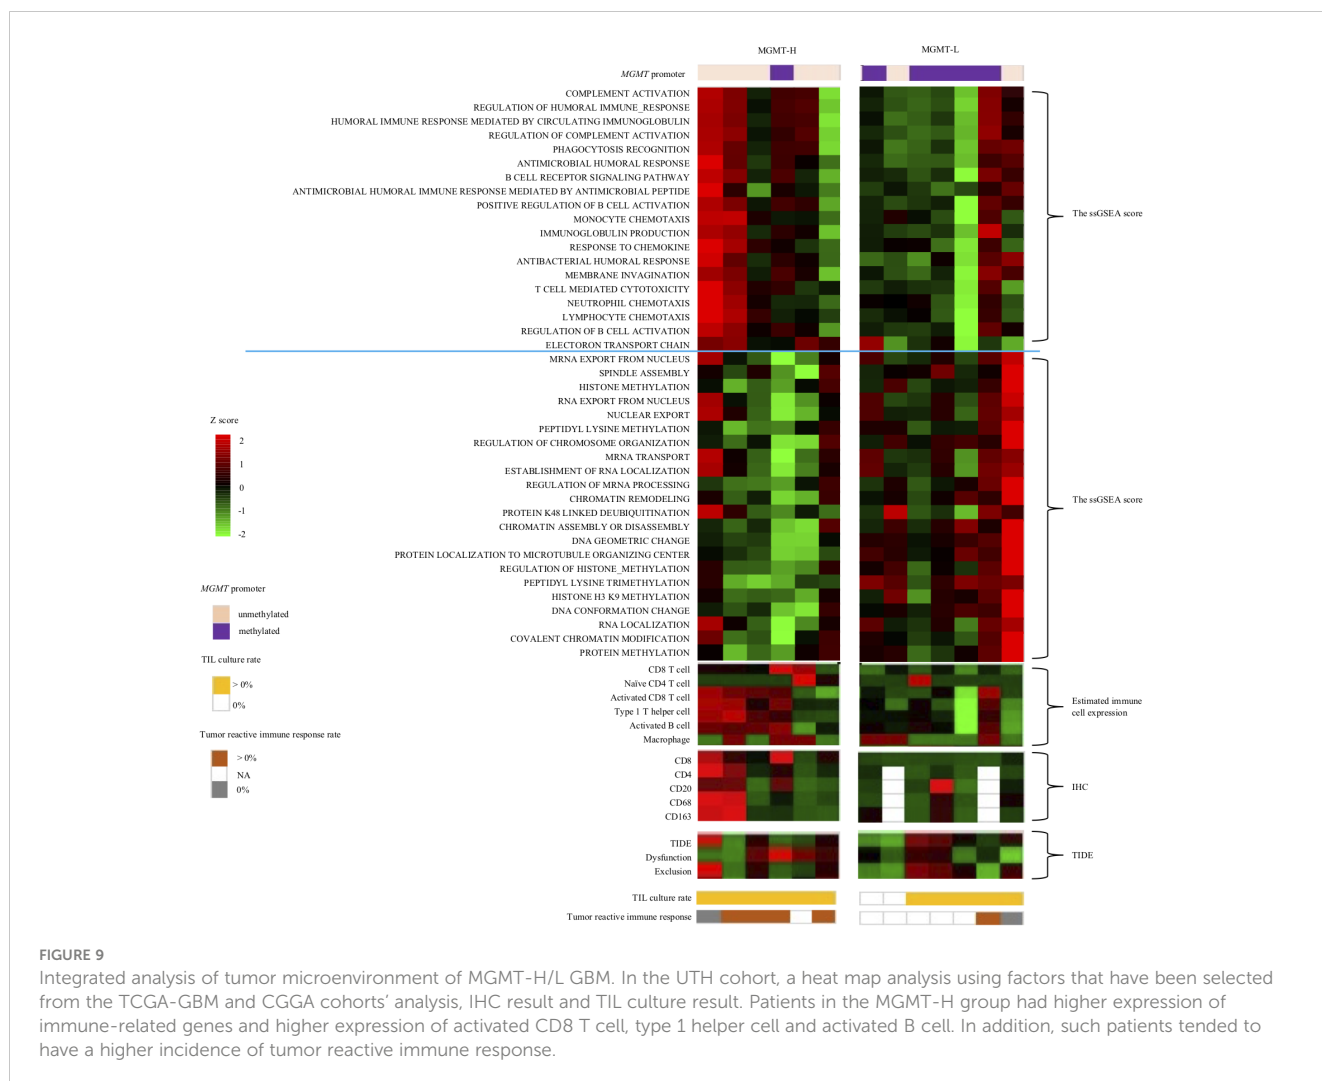 MGMT-H
MGMT-L
MGMT promoter
COMPLEMENT ACTIVATION
REGULATION OF HUMORAL IMMUNE_RESPONSE
HUMORAL IMMUNE RESPONSE MEDIATED BY CIRCULATING IMMUNOGLOBULIN
REGULATION OF COMPLEMENT ACTIVATION
PHAGOCYTOSIS RECOGNITION
ANTIMICROBIAL HUMORAL RESPONSE
B CELL RECEPTOR SIGNALING PATHWAY
ANTIMICROBIAL HUMORAL IMMUNE RESPONSE MEDIATED BY ANTIMICROBIAL PEPTIDE
POSITIVE REGULATION OF B CELL ACTIVATION
MONOCYTE CHEMOTAXIS
IMMUNOGLOBULIN PRODUCTION
RESPONSE TO CHEMOKINE
ANTIBACTERIAL HUMORAL RESPONSE
MEMBRANE INVAGINATION
T CELL MEDIATED CYTOTOXICITY
NEUTROPHIL CHEMOTAXIS
LYMPHOCYTE CHEMOTAXIS
REGULATION OF B CELL ACTIVATION
ELECTORON TRANSPORT CHAIN
The ssGSEA score
MRNA EXPORT FROM NUCLEUS
SPINDLE ASSEMBLY
HISTONE METHYLATION
RNA EXPORT FROM NUCLEUS
NUCLEAR EXPORT
PEPTIDYL LYSINE METHYLATION
REGULATION OF CHROMOSOME ORGANIZATION
MRNA TRANSPORT
ESTABLISHMENT OF RNA LOCALIZATION
REGULATION OF MRNA PROCESSING
CHROMATIN REMODELING
PROTEIN K48 LINKED DEUBIQUITINATION
CHROMATIN ASSEMBLY OR DISASSEMBLY
DNA GEOMETRIC CHANGE
PROTEIN LOCALIZATION TO MICROTUBULE ORGANIZING CENTER
REGULATION OF HISTONE_METHYLATION
PEPTIDYL LYSINE TRIMETHYLATION
HISTONE H3 K9 METHYLATION
DNA CONFORMATION CHANGE
RNA LOCALIZATION
COVALENT CHROMATIN MODIFICATION
PROTEIN METHYLATION
The ssGSEA score
Z score
2
1
0
-1
-2
MGMT promoter
unmethylated
methylated
TIL culture rate
> 0%
0%
Tumor reactive immune response rate
> 0%
NA
0%
CD8 T cell
Naïve CD4 T cell
Activated CD8 T cell
Type 1 T helper cell
Activated B cell
Macrophage
Estimated immune
cell expression
CD8
CD4
CD20
CD68
CD163
IHC
TIDE
Dysfunction
Exclusion
TIDE
TIL culture rate
Tumor reactive immune response
FIGURE 9
Integrated analysis of tumor microenvironment of MGMT-H/L GBM. In the UTH cohort, a heat map analysis using factors that have been selected
from the TCGA-GBM and CGGA cohorts’ analysis, IHC result and TIL culture result. Patients in the MGMT-H group had higher expression of
immune-related genes and higher expression of activated CD8 T cell, type 1 helper cell and activated B cell. In addition, such patients tended to
have a higher incidence of tumor reactive immune response.